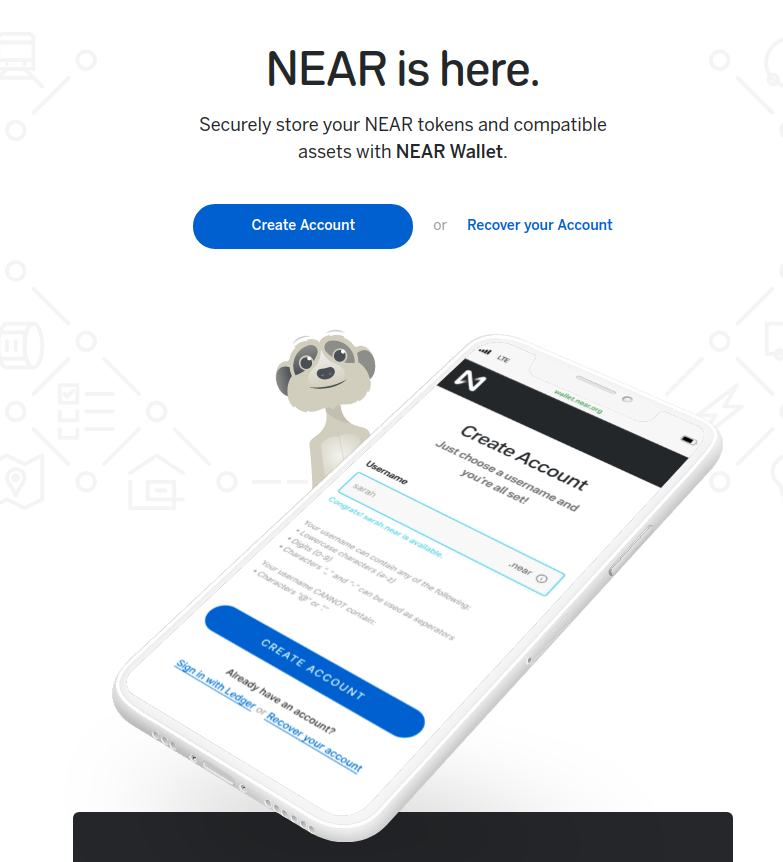 NEAR is here.
Securely store your NEAR tokens and compatible
assets with NEAR Wallet.
Create Account or Recover your Account
LTE
wallet.near.org
Create Account
Just choose a username and
you're all set!
Username
sarah
.near
Congrats! sarah.near is available.
Your username can contain any of the following:
• Lowercase characters (a-z)
• Digits (0-9)
• Characters "_" and "-" can be used as seperators
Your username CANNOT contain:
• Characters "@" or "."
CREATE ACCOUNT
Already have an account?
Sign in with Ledger or Recover your account